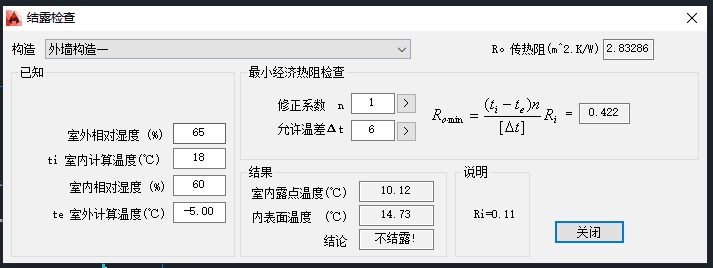 结露检查
构造 外墙构造一 Ro 传热阻(m^2.K/W) 2.83286
已知
室外相对湿度 (%) 65
ti 室内计算温度(℃) 18
室内相对湿度 (%) 60
te 室外计算温度(℃) -5.00
最小经济热阻检查
修正系数 n 1 >
允许温差Δt 6 >
R_{o·min} = (t_i − t_e)n / [Δt] R_i = 0.422
结果
室内露点温度(℃) 10.12
内表面温度 (℃) 14.73
结论 不结露!
说明
Ri=0.11
关闭